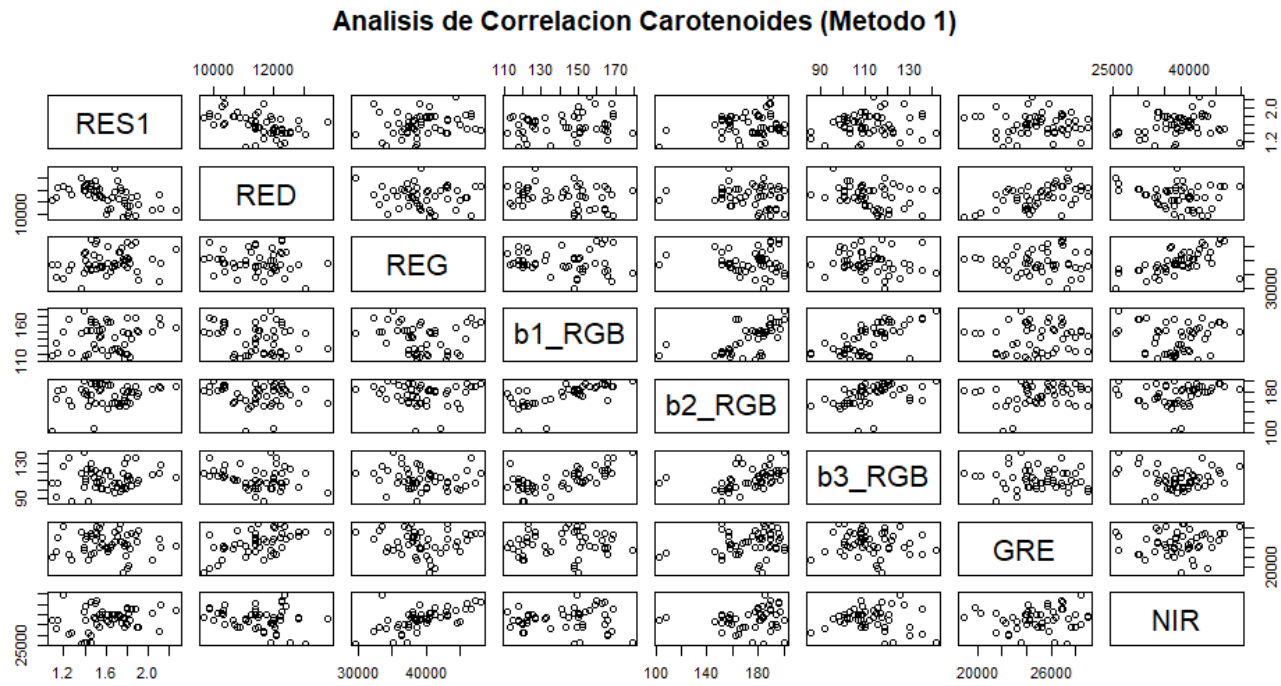 Analisis de Correlacion Carotenoides (Metodo 1)
10000 12000 110 130 150 170 90 110 130 25000 40000
RES1
1.2 2.0
RED
10000
REG
30000
b1_RGB
110 160
b2_RGB
100 180
b3_RGB
90 130
GRE
20000
NIR
25000
1.2 1.6 2.0 30000 40000 100 140 180 20000 26000